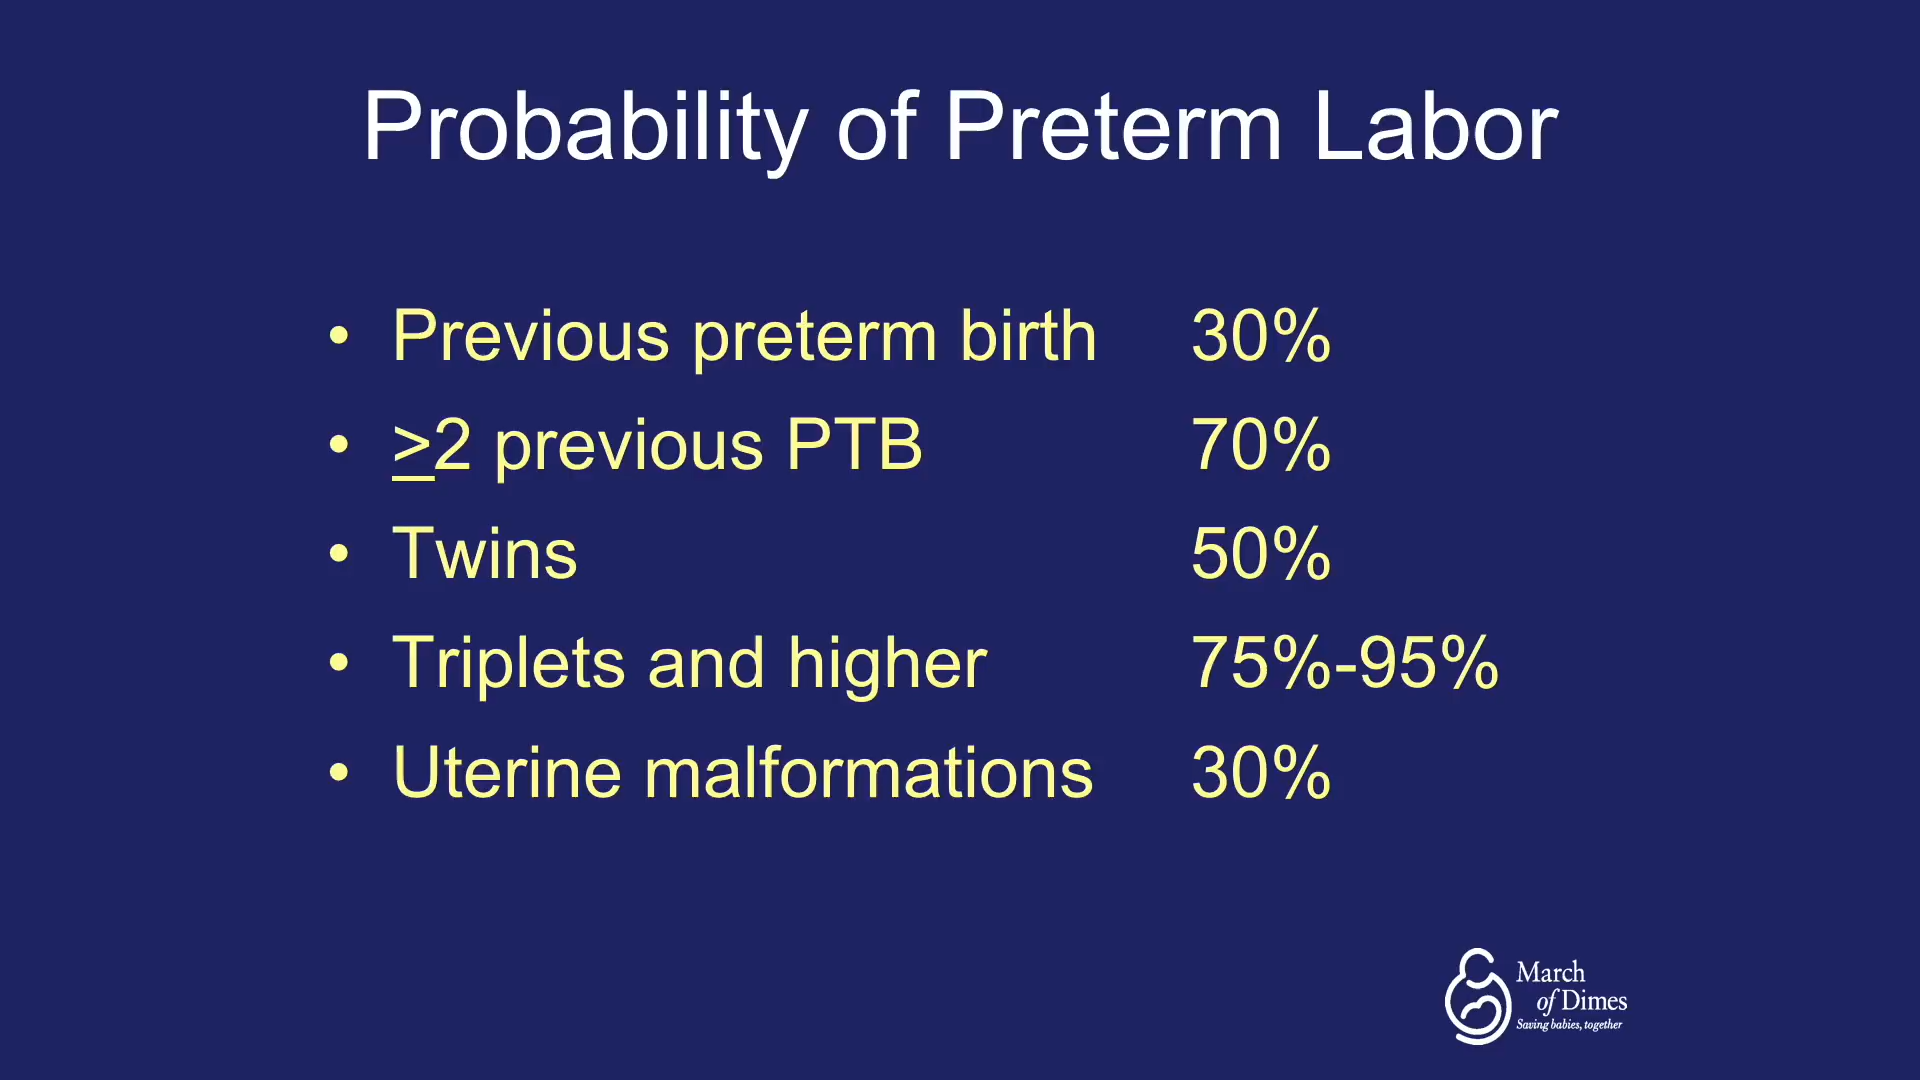 Probability of Preterm Labor
• Previous preterm birth 30%
• >2 previous PTB 70%
• Twins 50%
• Triplets and higher 75%-95%
• Uterine malformations 30%
March
of Dimes
Saving babies, together